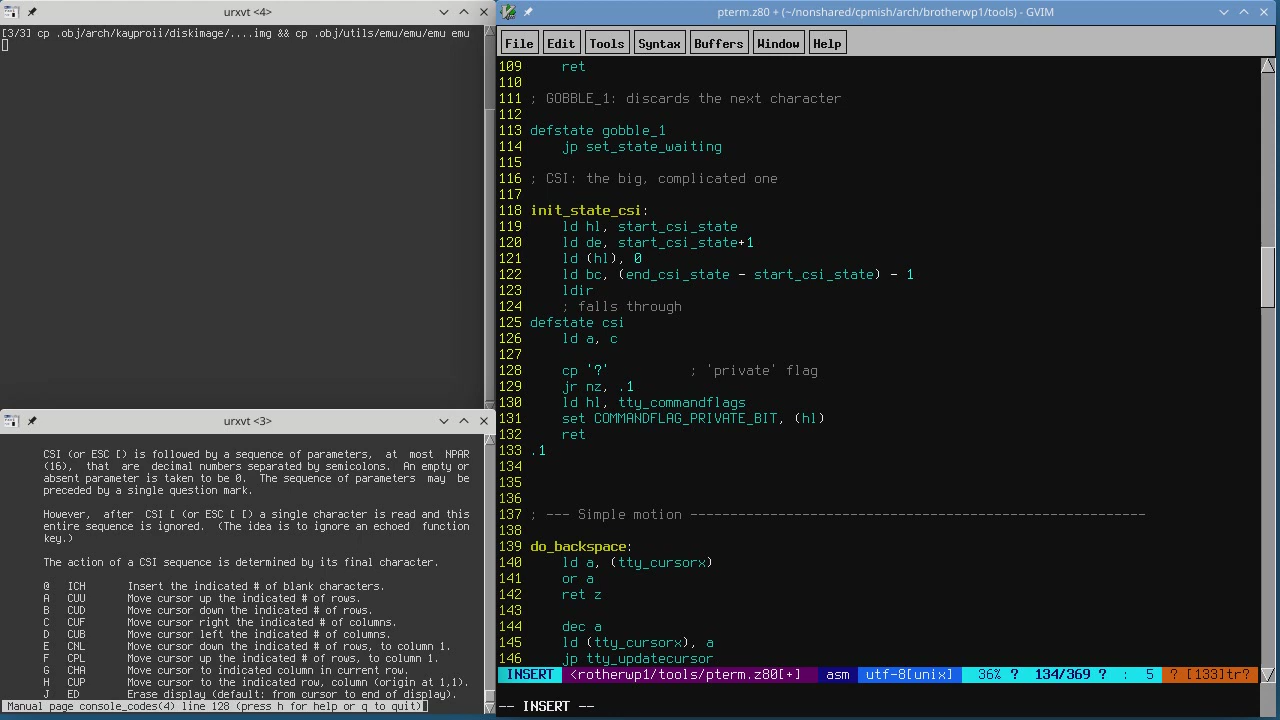 urxvt <4>
[3/3] cp .obj/arch/kayproii/diskimage/....img && cp .obj/utils/emu/emu/emu emu
urxvt <3>
CSI (or ESC [) is followed by a sequence of parameters, at most NPAR
(16), that are decimal numbers separated by semicolons. An empty or
absent parameter is taken to be 0. The sequence of parameters may be
preceded by a single question mark.
However, after CSI [ (or ESC [ [) a single character is read and this
entire sequence is ignored. (The idea is to ignore an echoed function
key.)
The action of a CSI sequence is determined by its final character.
@ ICH Insert the indicated # of blank characters.
A CUU Move cursor up the indicated # of rows.
B CUD Move cursor down the indicated # of rows.
C CUF Move cursor right the indicated # of columns.
D CUB Move cursor left the indicated # of columns.
E CNL Move cursor down the indicated # of rows, to column 1.
F CPL Move cursor up the indicated # of rows, to column 1.
G CHA Move cursor to indicated column in current row.
H CUP Move cursor to the indicated row, column (origin at 1,1).
J ED Erase display (default: from cursor to end of display).
Manual page console_codes(4) line 129 (press h for help or q to quit)
pterm.z80 + (~/nonshared/cpmish/arch/brotherwp1/tools) - GVIM
File Edit Tools Syntax Buffers Window Help
109 ret
110
111 ; GOBBLE_1: discards the next character
112
113 defstate gobble_1
114 jp set_state_waiting
115
116 ; CSI: the big, complicated one
117
118 init_state_csi:
119 ld hl, start_csi_state
120 ld de, start_csi_state+1
121 ld (hl), 0
122 ld bc, (end_csi_state - start_csi_state) - 1
123 ldir
124 ; falls through
125 defstate csi
126 ld a, c
127
128 cp '?' ; 'private' flag
129 jr nz, .1
130 ld hl, tty_commandflags
131 set COMMANDFLAG_PRIVATE_BIT, (hl)
132 ret
133 .1
134
135
136
137 ; --- Simple motion ---------------------------------------------------------
138
139 do_backspace:
140 ld a, (tty_cursorx)
141 or a
142 ret z
143
144 dec a
145 ld (tty_cursorx), a
146 jp tty_updatecursor
INSERT <rotherwp1/tools/pterm.z80[+] asm utf-8[unix] 36% ? 134/369 ? : 5 ? [133]tr?
-- INSERT --